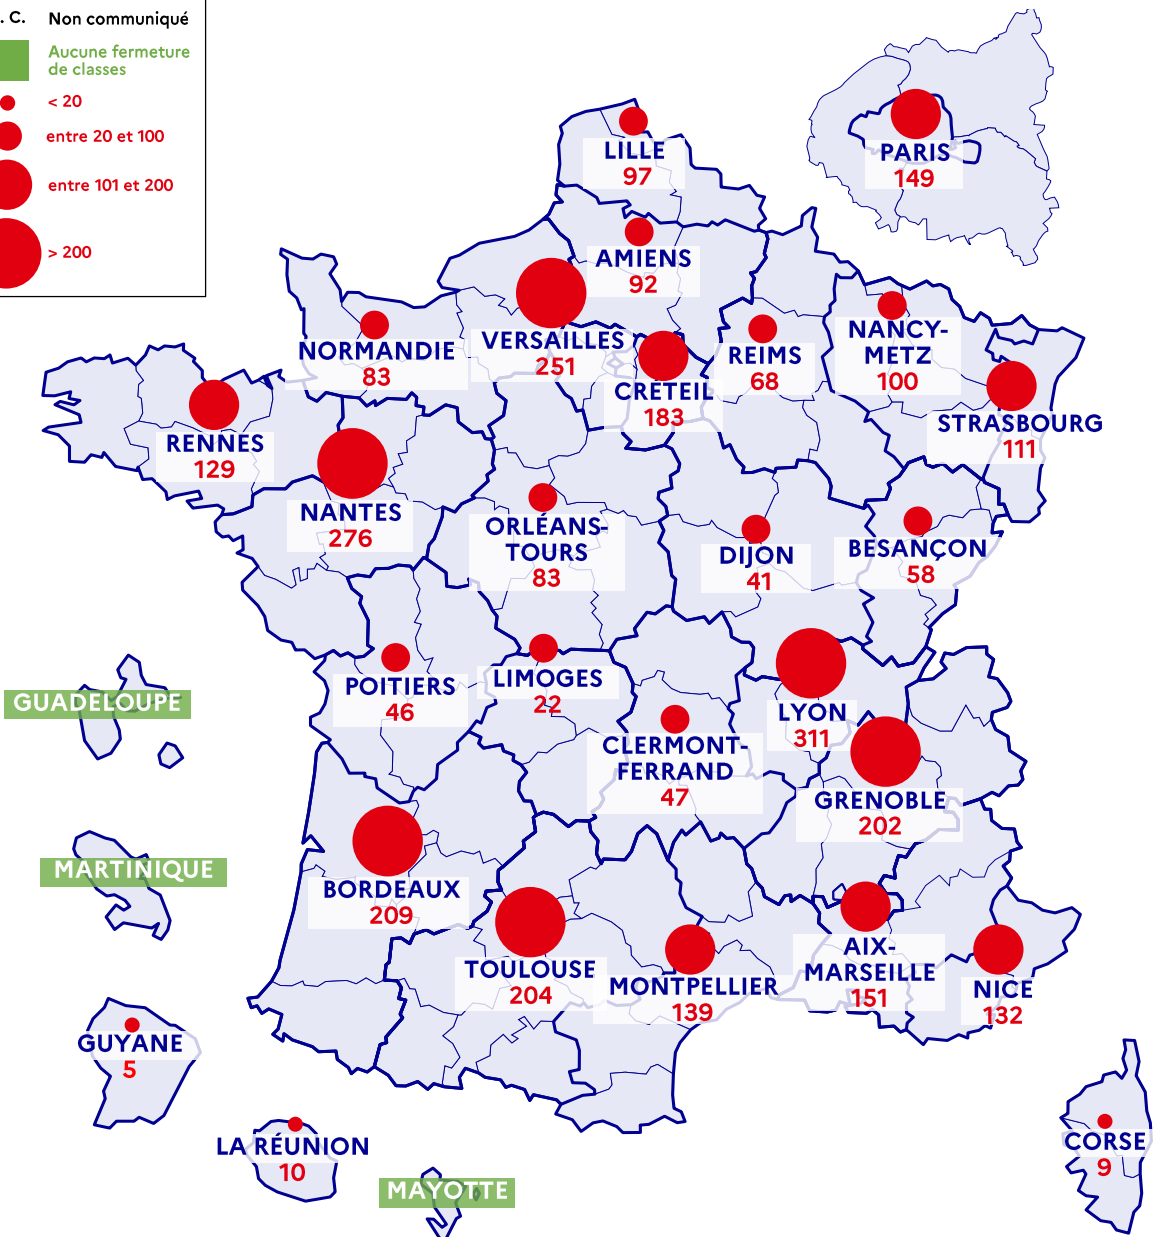 . C. Non communiqué
Aucune fermeture
de classes
< 20
entre 20 et 100
entre 101 et 200
> 200
LILLE
97
PARIS
149
AMIENS
92
VERSAILLES
251
NORMANDIE
83
CRÉTEIL
183
REIMS
68
NANCY-
METZ
100
STRASBOURG
111
RENNES
129
NANTES
276
ORLÉANS-
TOURS
83
DIJON
41
BESANÇON
58
POITIERS
46
LIMOGES
22
CLERMONT-
FERRAND
47
LYON
311
GRENOBLE
202
GUADELOUPE
MARTINIQUE
BORDEAUX
209
TOULOUSE
204
MONTPELLIER
139
AIX-
MARSEILLE
151
NICE
132
GUYANE
5
LA RÉUNION
10
MAYOTTE
CORSE
9